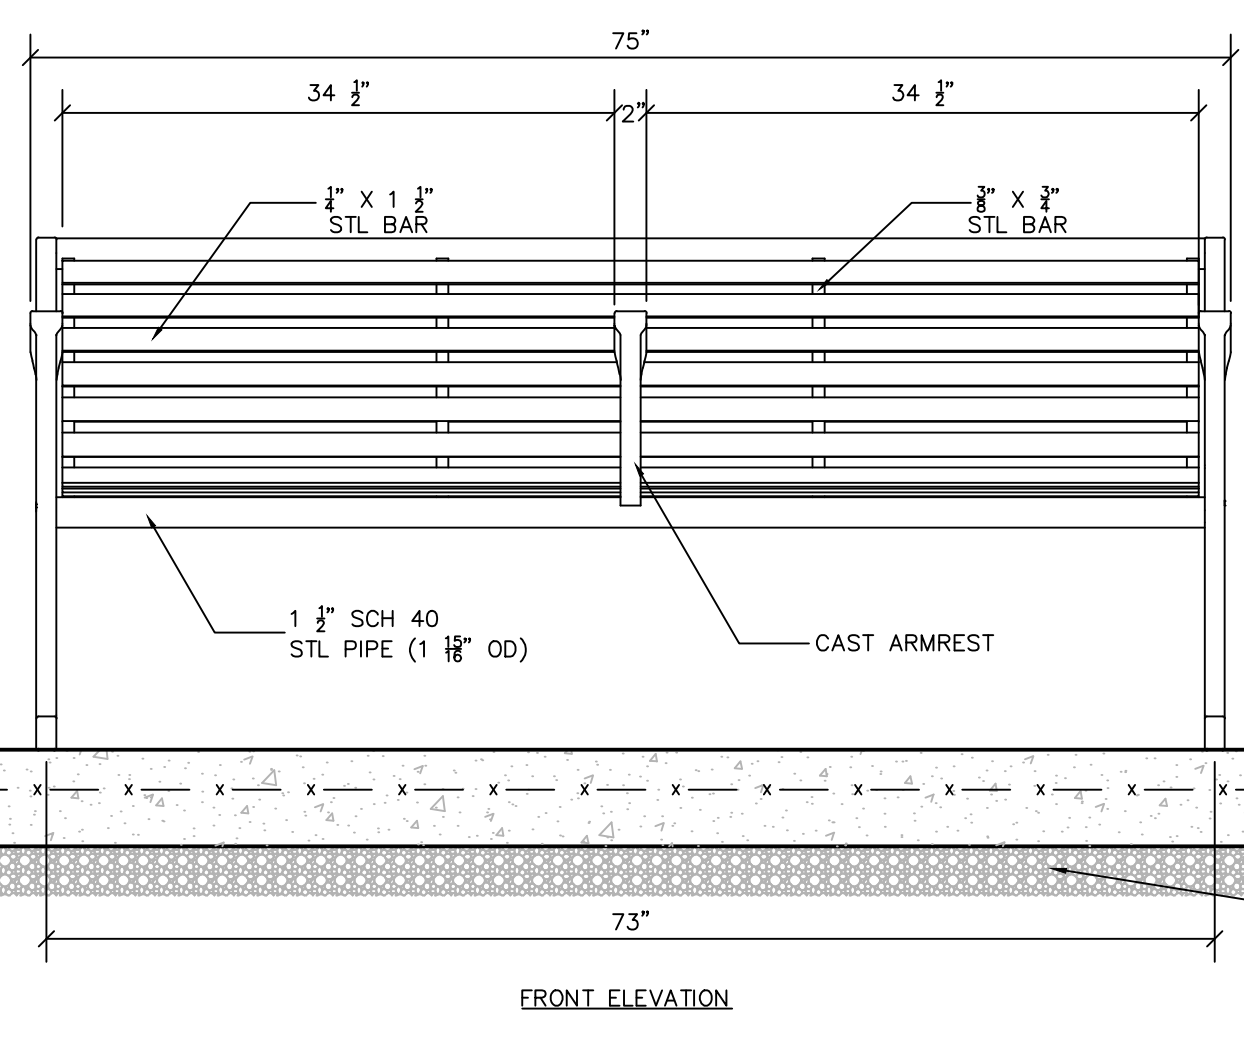 75"
34 1/2"
2"
34 1/2"
1/4" X 1 1/2"
STL BAR
3/8" X 3/4"
STL BAR
1 1/2" SCH 40
STL PIPE (1 15/16" OD)
CAST ARMREST
x x x x x x x x x x x x x x
73"
FRONT ELEVATION